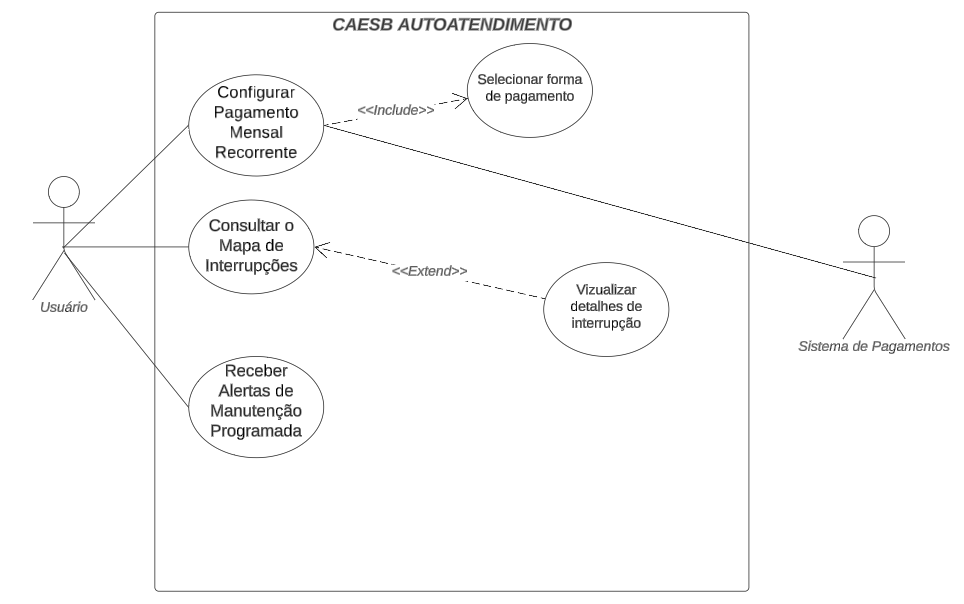 CAESB AUTOATENDIMENTO
Configurar
Pagamento
Mensal
Recorrente
<<Include>>
Selecionar forma
de pagamento
Consultar o
Mapa de
Interrupções
<<Extend>>
Vizualizar
detalhes de
interrupção
Usuário
Sistema de Pagamentos
Receber
Alertas de
Manutenção
Programada